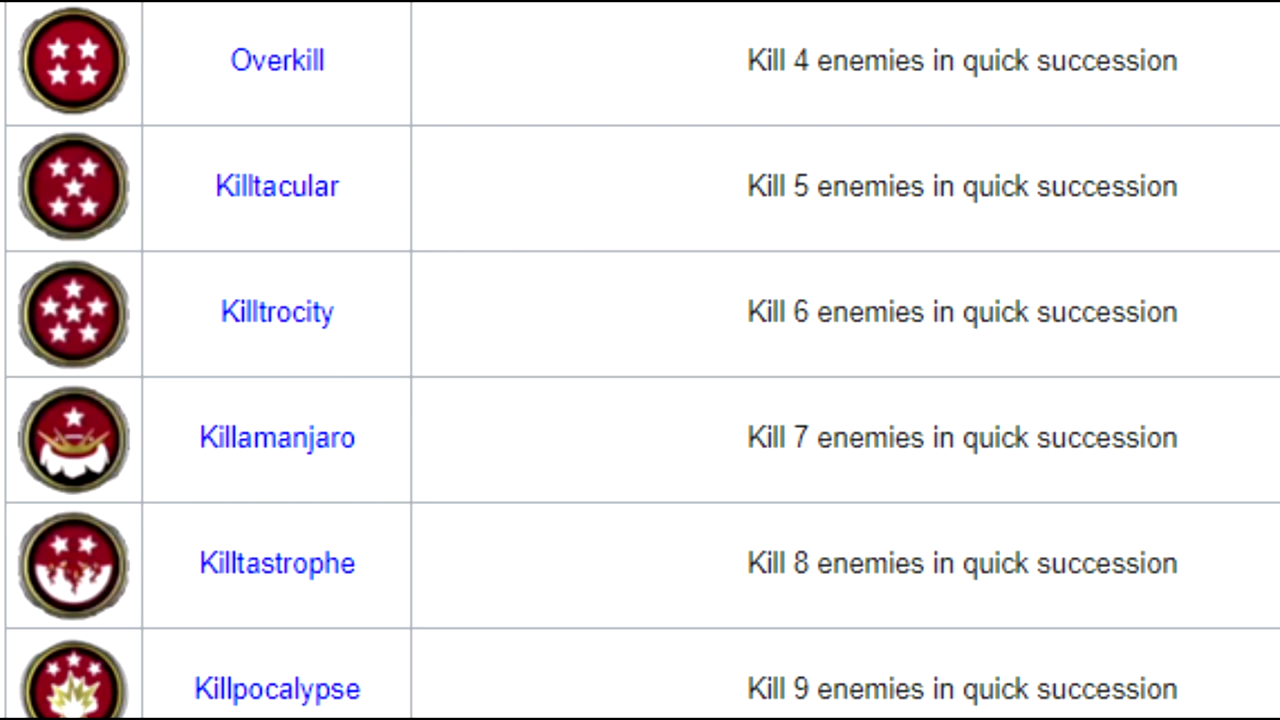 Overkill Kill 4 enemies in quick succession
Killtacular Kill 5 enemies in quick succession
Killtrocity Kill 6 enemies in quick succession
Killamanjaro Kill 7 enemies in quick succession
Killtastrophe Kill 8 enemies in quick succession
Killpocalypse Kill 9 enemies in quick succession